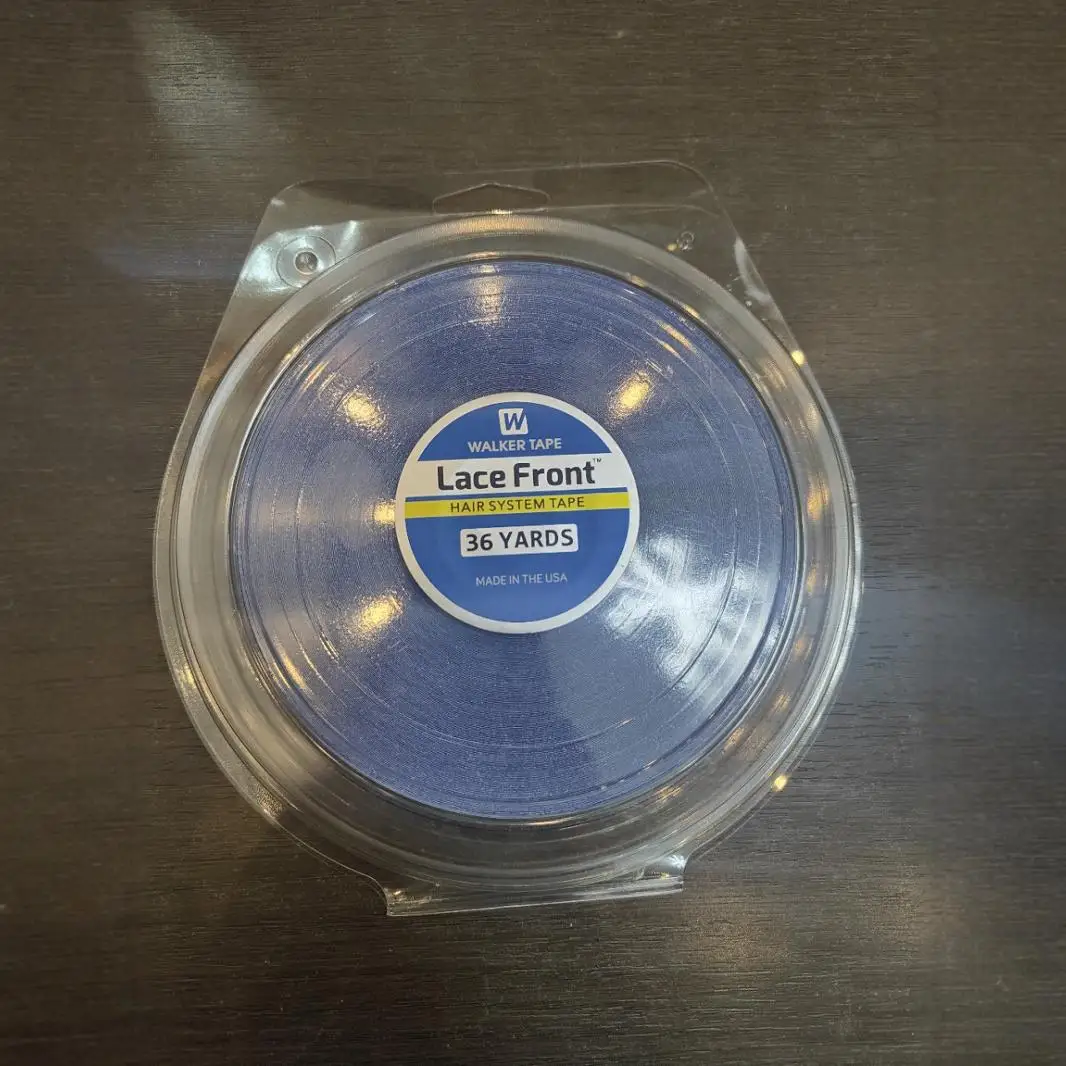 W
WALKER TAPE
Lace Front™
HAIR SYSTEM TAPE
36 YARDS
MADE IN THE USA